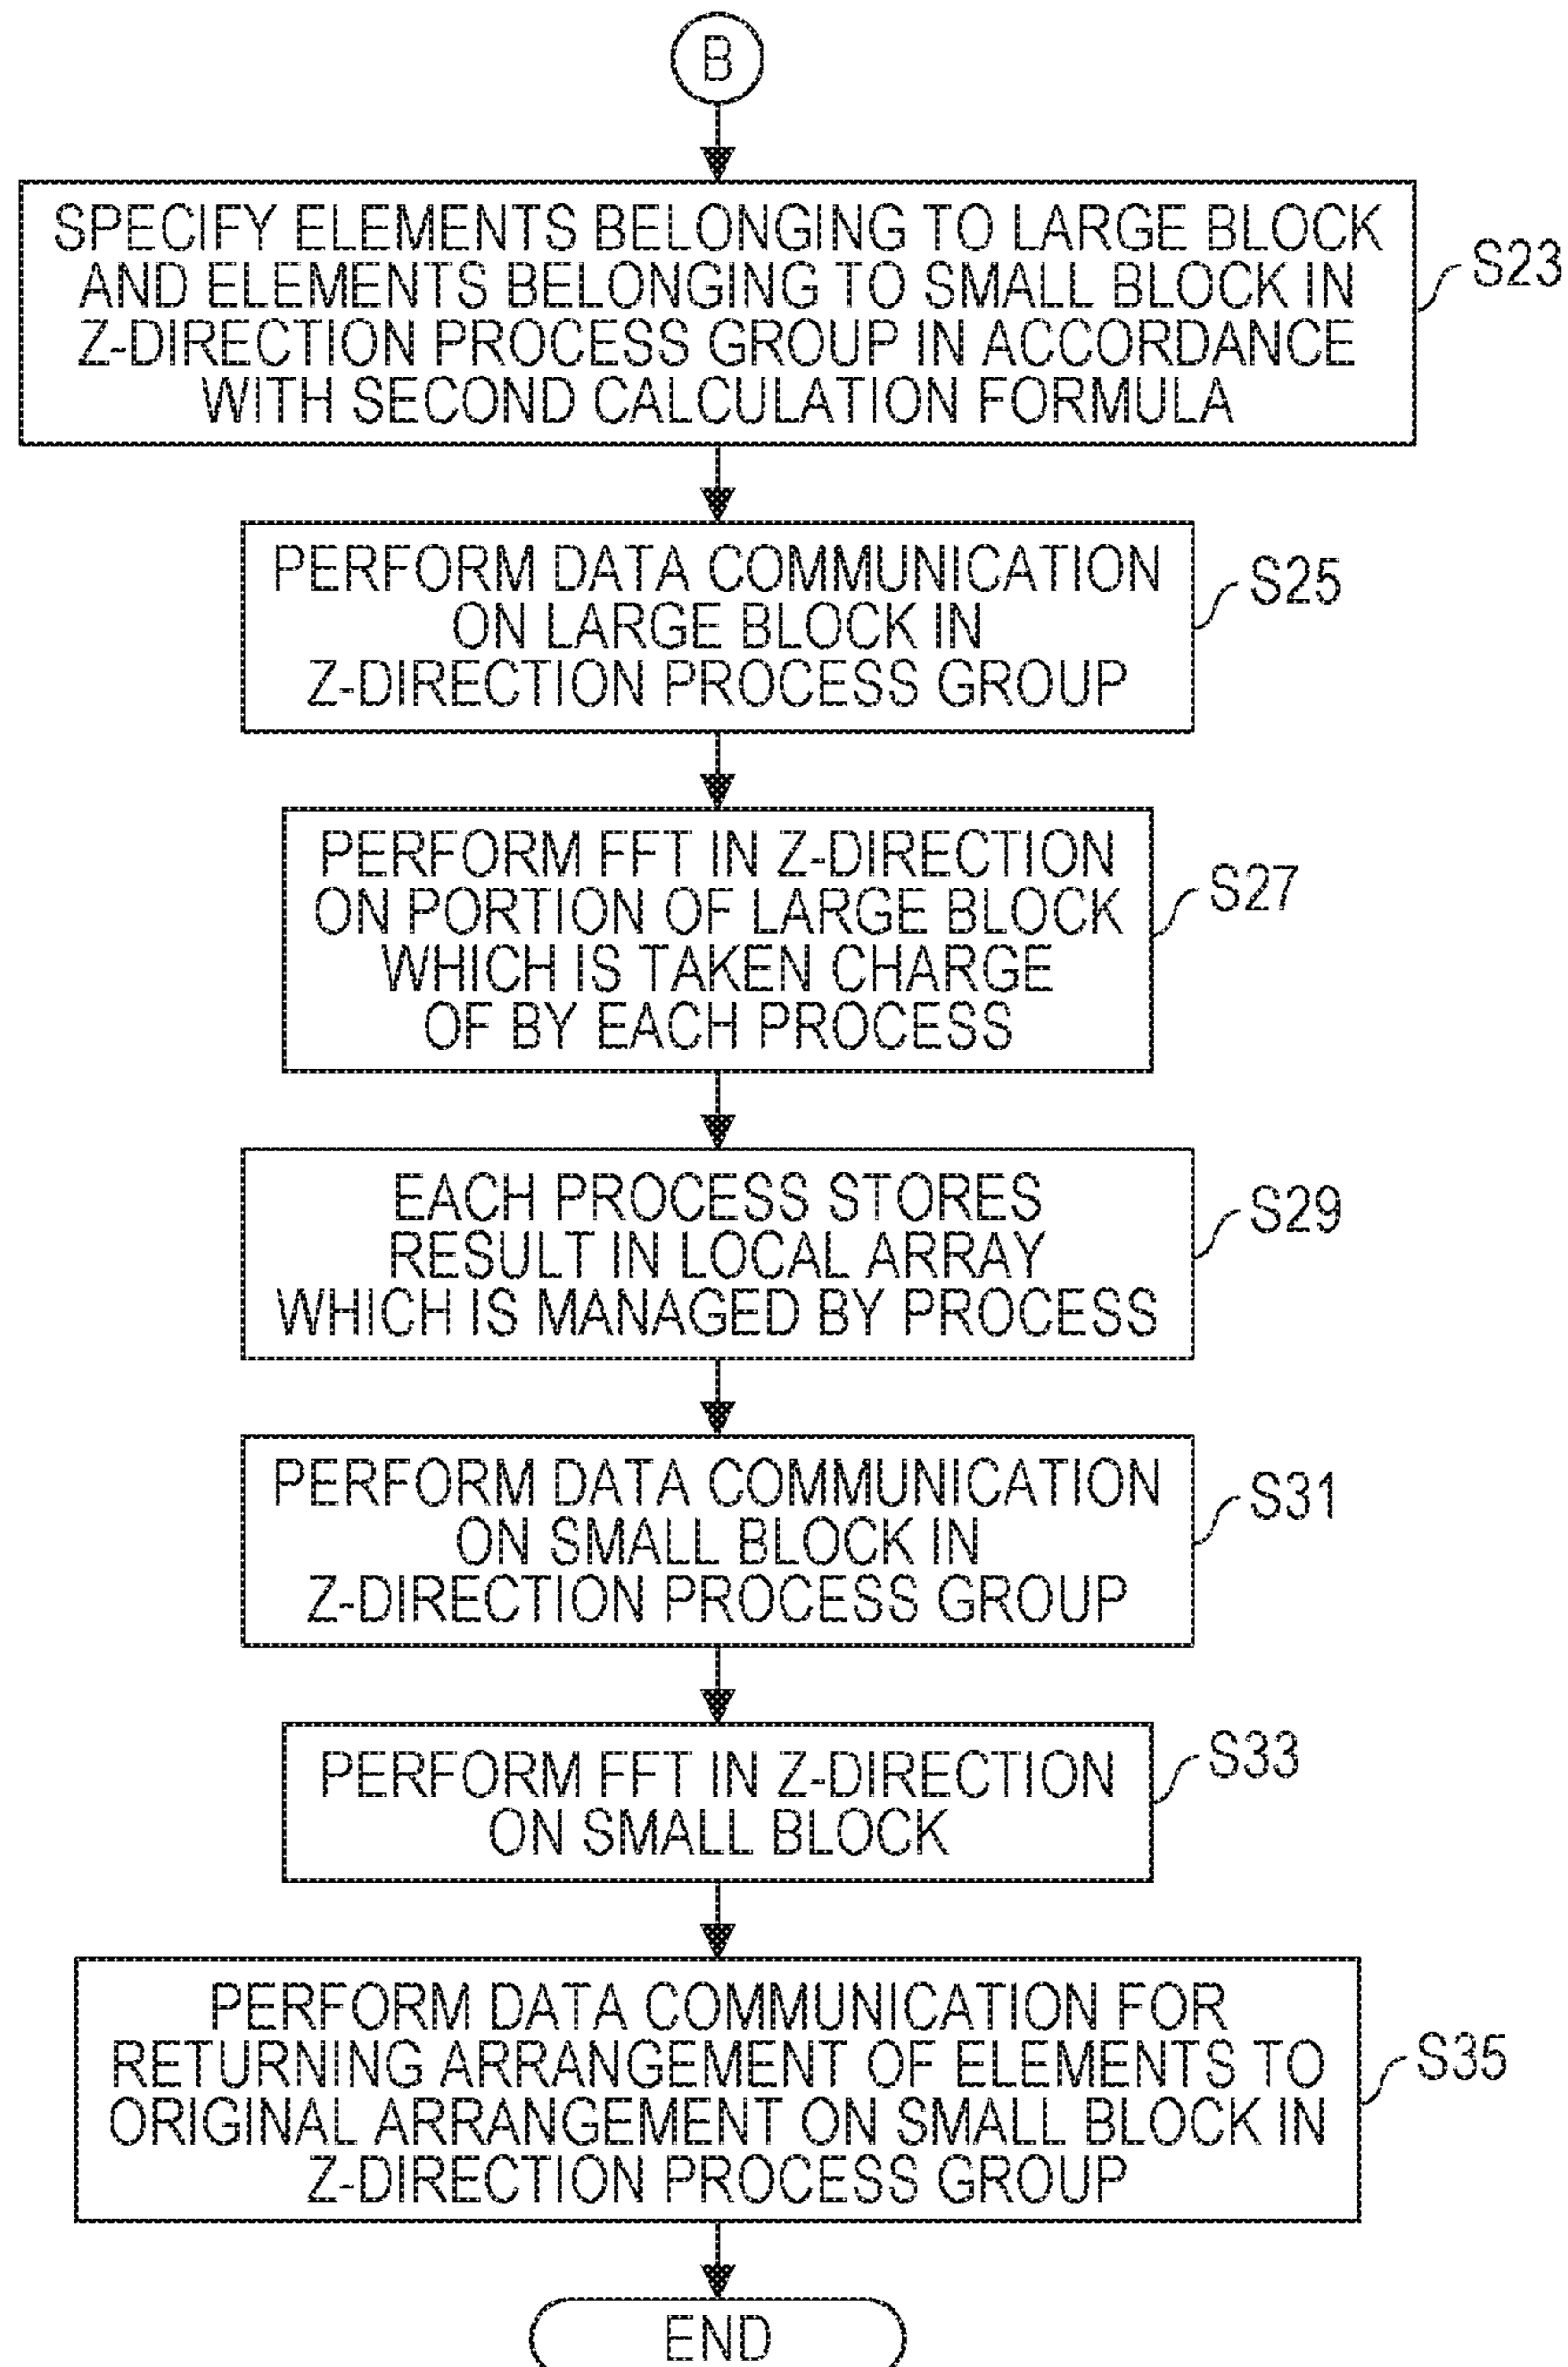 B
SPECIFY ELEMENTS BELONGING TO LARGE BLOCK
AND ELEMENTS BELONGING TO SMALL BLOCK IN
Z-DIRECTION PROCESS GROUP IN ACCORDANCE
WITH SECOND CALCULATION FORMULA
S23
PERFORM DATA COMMUNICATION
ON LARGE BLOCK IN
Z-DIRECTION PROCESS GROUP
S25
PERFORM FFT IN Z-DIRECTION
ON PORTION OF LARGE BLOCK
WHICH IS TAKEN CHARGE
OF BY EACH PROCESS
S27
EACH PROCESS STORES
RESULT IN LOCAL ARRAY
WHICH IS MANAGED BY PROCESS
S29
PERFORM DATA COMMUNICATION
ON SMALL BLOCK IN
Z-DIRECTION PROCESS GROUP
S31
PERFORM FFT IN Z-DIRECTION
ON SMALL BLOCK
S33
PERFORM DATA COMMUNICATION FOR
RETURNING ARRANGEMENT OF ELEMENTS TO
ORIGINAL ARRANGEMENT ON SMALL BLOCK IN
Z-DIRECTION PROCESS GROUP
S35
END